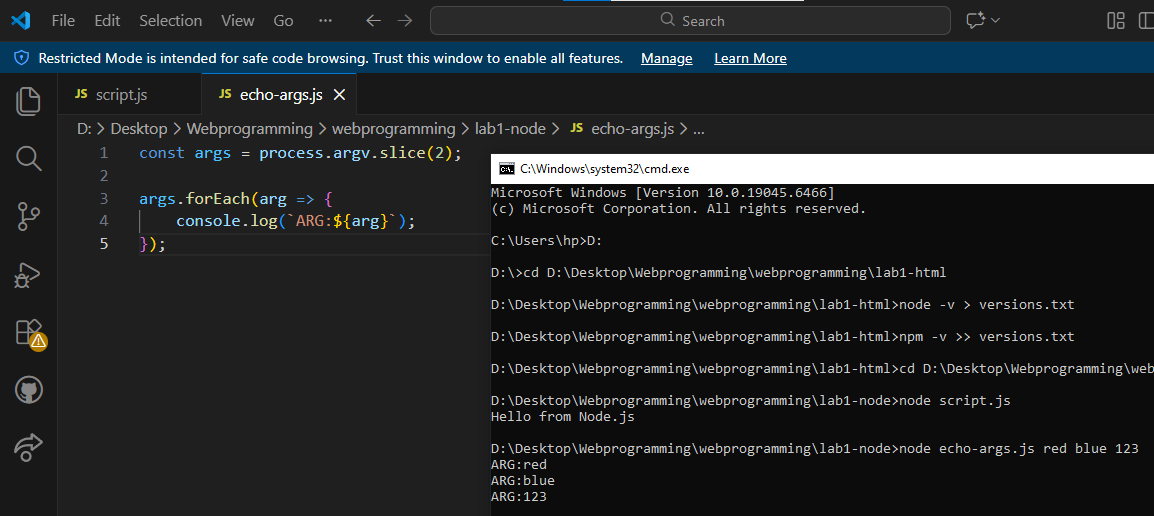 File Edit Selection View Go ··· Search
Restricted Mode is intended for safe code browsing. Trust this window to enable all features. Manage Learn More
JS script.js JS echo-args.js
D: > Desktop > Webprogramming > webprogramming > lab1-node > JS echo-args.js > ...
1 const args = process.argv.slice(2);
2
3 args.forEach(arg => {
4 console.log(`ARG:${arg}`);
5 });
C:\Windows\system32\cmd.exe
Microsoft Windows [Version 10.0.19045.6466]
(c) Microsoft Corporation. All rights reserved.
C:\Users\hp>D:
D:\>cd D:\Desktop\Webprogramming\webprogramming\lab1-html
D:\Desktop\Webprogramming\webprogramming\lab1-html>node -v > versions.txt
D:\Desktop\Webprogramming\webprogramming\lab1-html>npm -v >> versions.txt
D:\Desktop\Webprogramming\webprogramming\lab1-html>cd D:\Desktop\Webprogramming\web
D:\Desktop\Webprogramming\webprogramming\lab1-node>node script.js
Hello from Node.js
D:\Desktop\Webprogramming\webprogramming\lab1-node>node echo-args.js red blue 123
ARG:red
ARG:blue
ARG:123